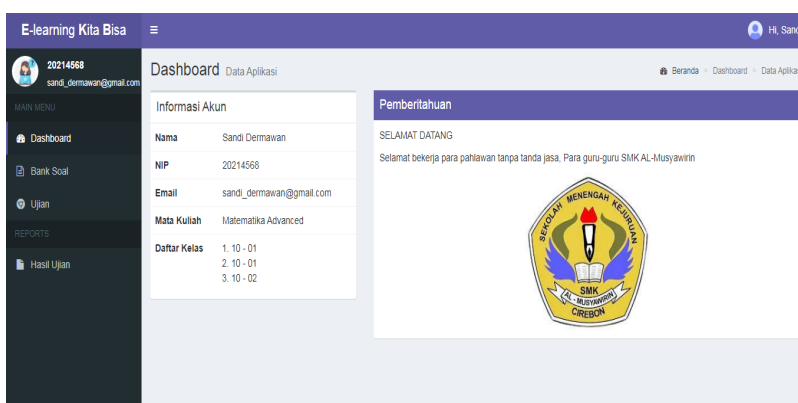 E-learning Kita Bisa
Hi, Sand
20214568
sandi_dermawan@gmail.com
MAIN MENU
Dashboard
Bank Soal
Ujian
REPORTS
Hasil Ujian
Dashboard Data Aplikasi
Beranda > Dashboard > Data Aplikas
Informasi Akun
Nama Sandi Dermawan
NIP 20214568
Email sandi_dermawan@gmail.com
Mata Kuliah Matematika Advanced
Daftar Kelas 1. 10 - 01
2. 10 - 01
3. 10 - 02
Pemberitahuan
SELAMAT DATANG
Selamat bekerja para pahlawan tanpa tanda jasa, Para guru-guru SMK AL-Musyawirin
SEKOLAH MENENGAH KEJURUAN
SMK
AL - MUSYAWIRIN
CIREBON